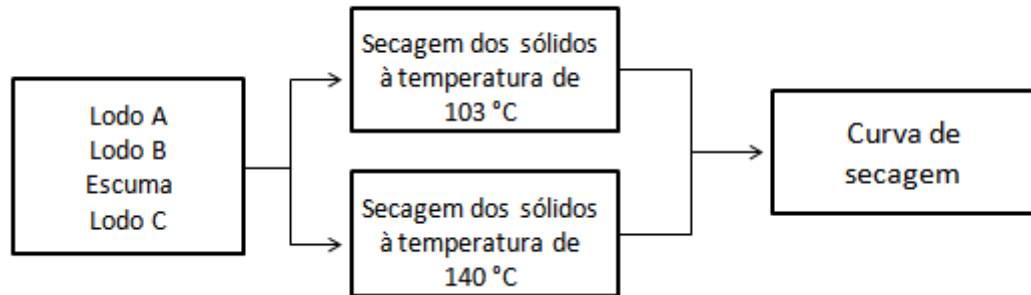 Lodo A
Lodo B
Escuma
Lodo C
Secagem dos sólidos
à temperatura de
103 °C
Secagem dos sólidos
à temperatura de
140 °C
Curva de
secagem